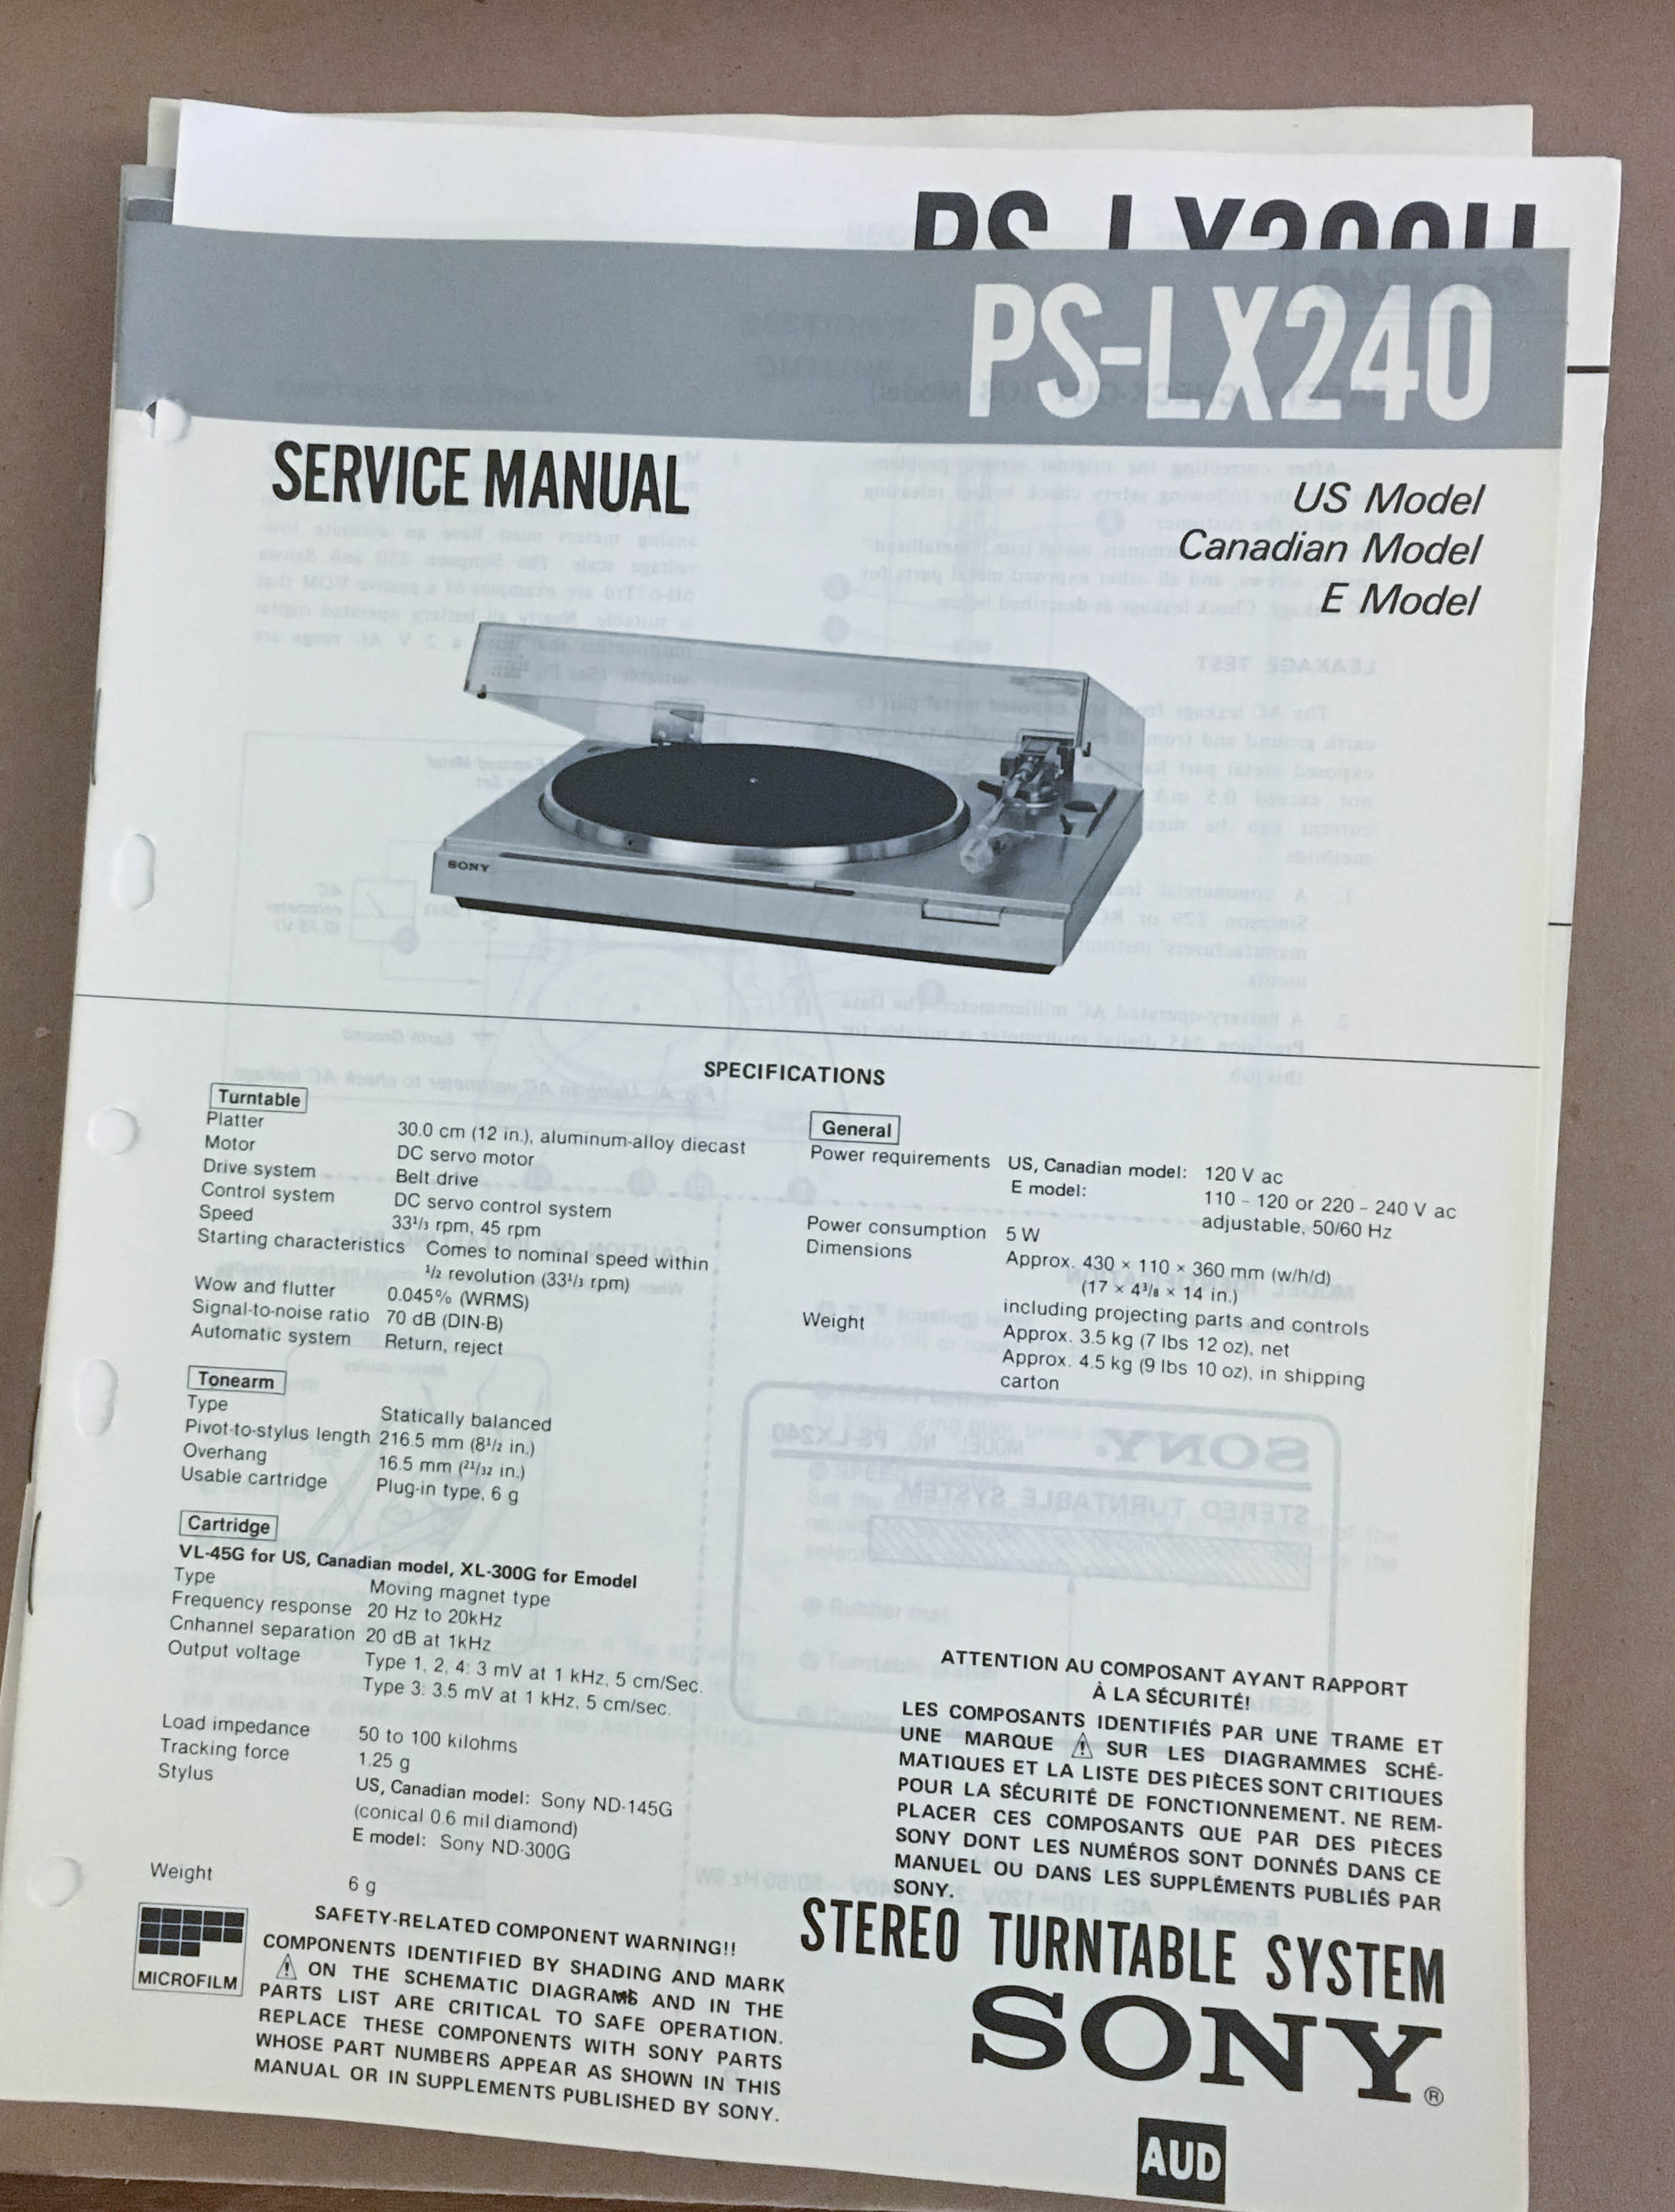 PS-LX240
SERVICE MANUAL
US Model
Canadian Model
E Model
SONY
SPECIFICATIONS
Turntable
Platter 30.0 cm (12 in.), aluminum-alloy diecast
Motor DC servo motor
Drive system Belt drive
Control system DC servo control system
Speed 33 1/3 rpm, 45 rpm
Starting characteristics Comes to nominal speed within
1/2 revolution (33 1/3 rpm)
Wow and flutter 0.045% (WRMS)
Signal-to-noise ratio 70 dB (DIN-B)
Automatic system Return, reject
Tonearm
Type Statically balanced
Pivot-to-stylus length 216.5 mm (8 1/2 in.)
Overhang 16.5 mm (21/32 in.)
Usable cartridge Plug-in type, 6 g
Cartridge
VL-45G for US, Canadian model, XL-300G for Emodel
Type Moving magnet type
Frequency response 20 Hz to 20kHz
Cnhannel separation 20 dB at 1kHz
Output voltage Type 1, 2, 4: 3 mV at 1 kHz, 5 cm/Sec.
Type 3: 3.5 mV at 1 kHz, 5 cm/sec.
Load impedance 50 to 100 kilohms
Tracking force 1.25 g
Stylus US, Canadian model: Sony ND-145G
(conical 0.6 mil diamond)
E model: Sony ND-300G
Weight 6 g
General
Power requirements US, Canadian model: 120 V ac
E model: 110 – 120 or 220 – 240 V ac
adjustable, 50/60 Hz
Power consumption 5 W
Dimensions Approx. 430 × 110 × 360 mm (w/h/d)
(17 × 4 3/8 × 14 in.)
including projecting parts and controls
Weight Approx. 3.5 kg (7 lbs 12 oz), net
Approx. 4.5 kg (9 lbs 10 oz), in shipping
carton
MICROFILM
SAFETY-RELATED COMPONENT WARNING!!
COMPONENTS IDENTIFIED BY SHADING AND MARK
⚠ ON THE SCHEMATIC DIAGRAMS AND IN THE
PARTS LIST ARE CRITICAL TO SAFE OPERATION.
REPLACE THESE COMPONENTS WITH SONY PARTS
WHOSE PART NUMBERS APPEAR AS SHOWN IN THIS
MANUAL OR IN SUPPLEMENTS PUBLISHED BY SONY.
ATTENTION AU COMPOSANT AYANT RAPPORT
À LA SÉCURITÉ!
LES COMPOSANTS IDENTIFIÉS PAR UNE TRAME ET
UNE MARQUE ⚠ SUR LES DIAGRAMMES SCHÉ-
MATIQUES ET LA LISTE DES PIÈCES SONT CRITIQUES
POUR LA SÉCURITÉ DE FONCTIONNEMENT. NE REM-
PLACER CES COMPOSANTS QUE PAR DES PIÈCES
SONY DONT LES NUMÉROS SONT DONNÉS DANS CE
MANUEL OU DANS LES SUPPLÉMENTS PUBLIÉS PAR
SONY.
STEREO TURNTABLE SYSTEM
SONY®
AUD